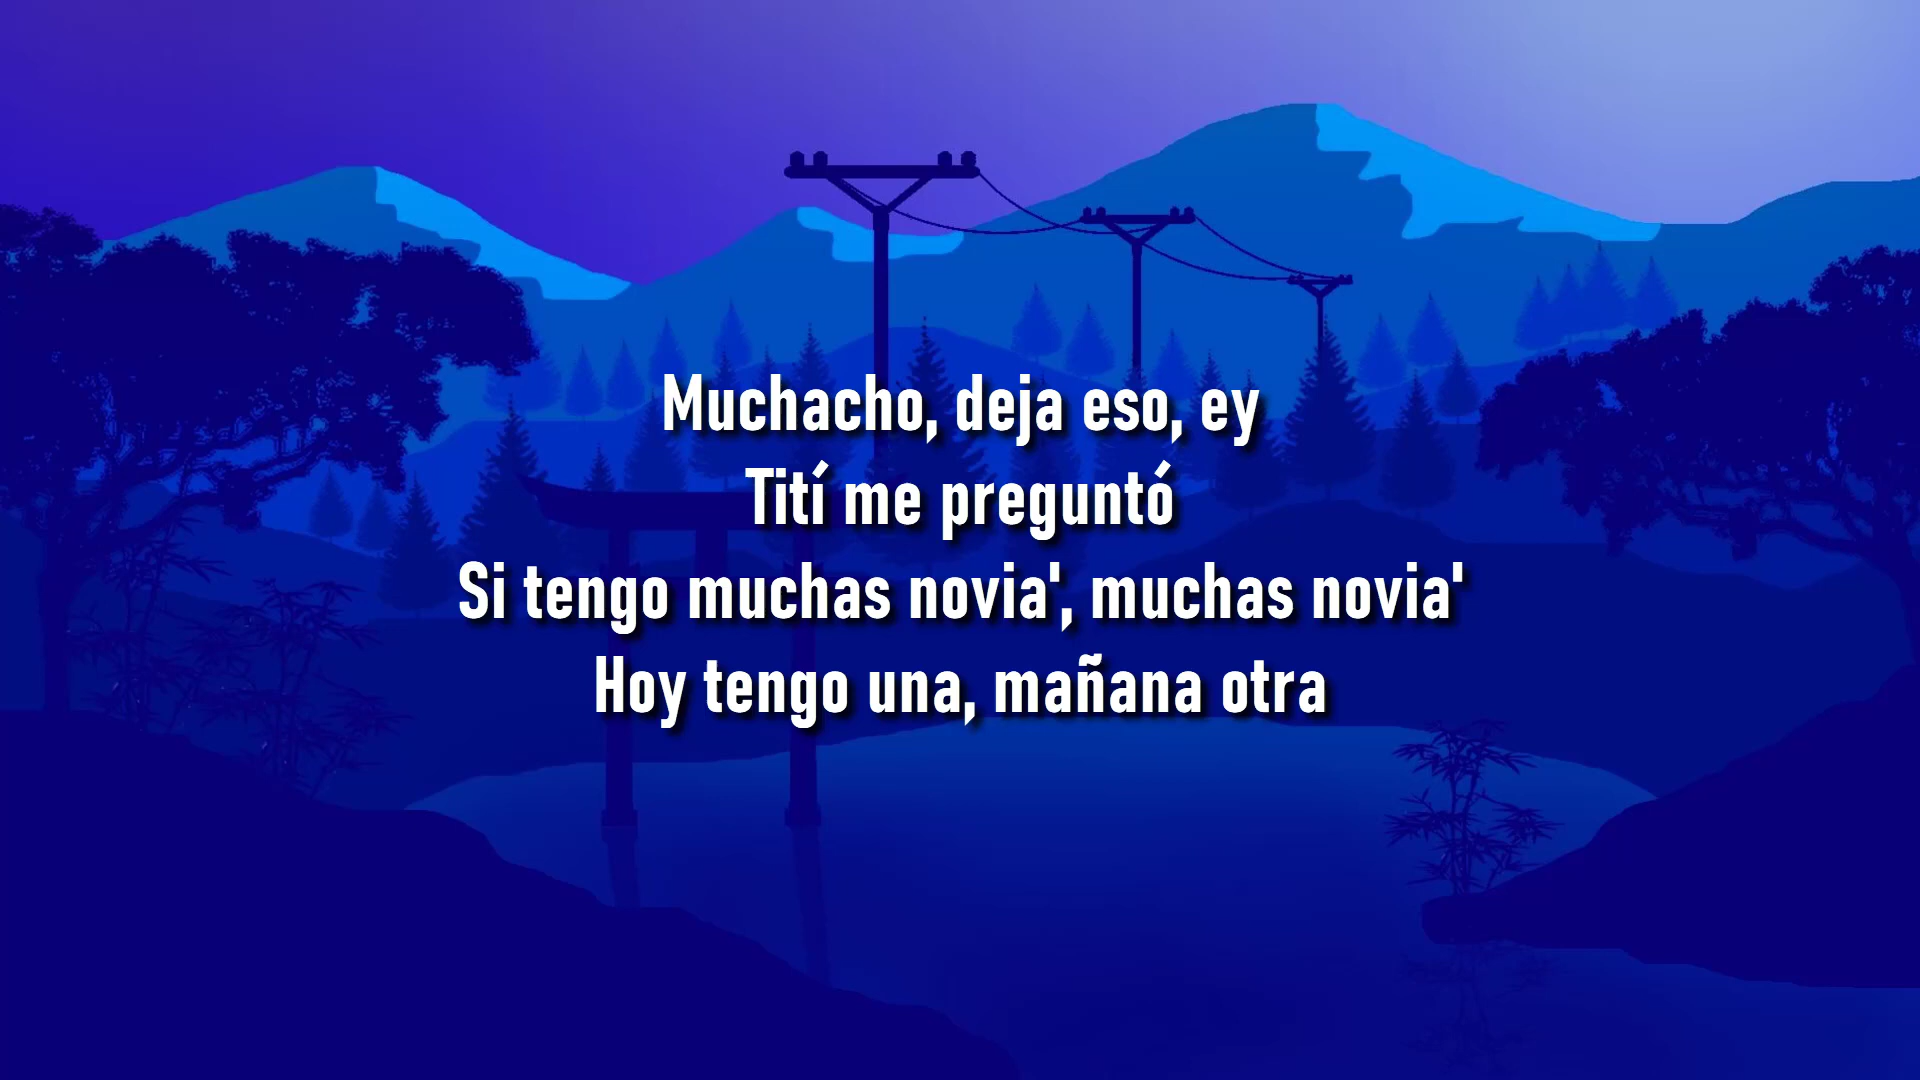 Muchacho, deja eso, ey
Tití me preguntó
Si tengo muchas novia', muchas novia'
Hoy tengo una, mañana otra